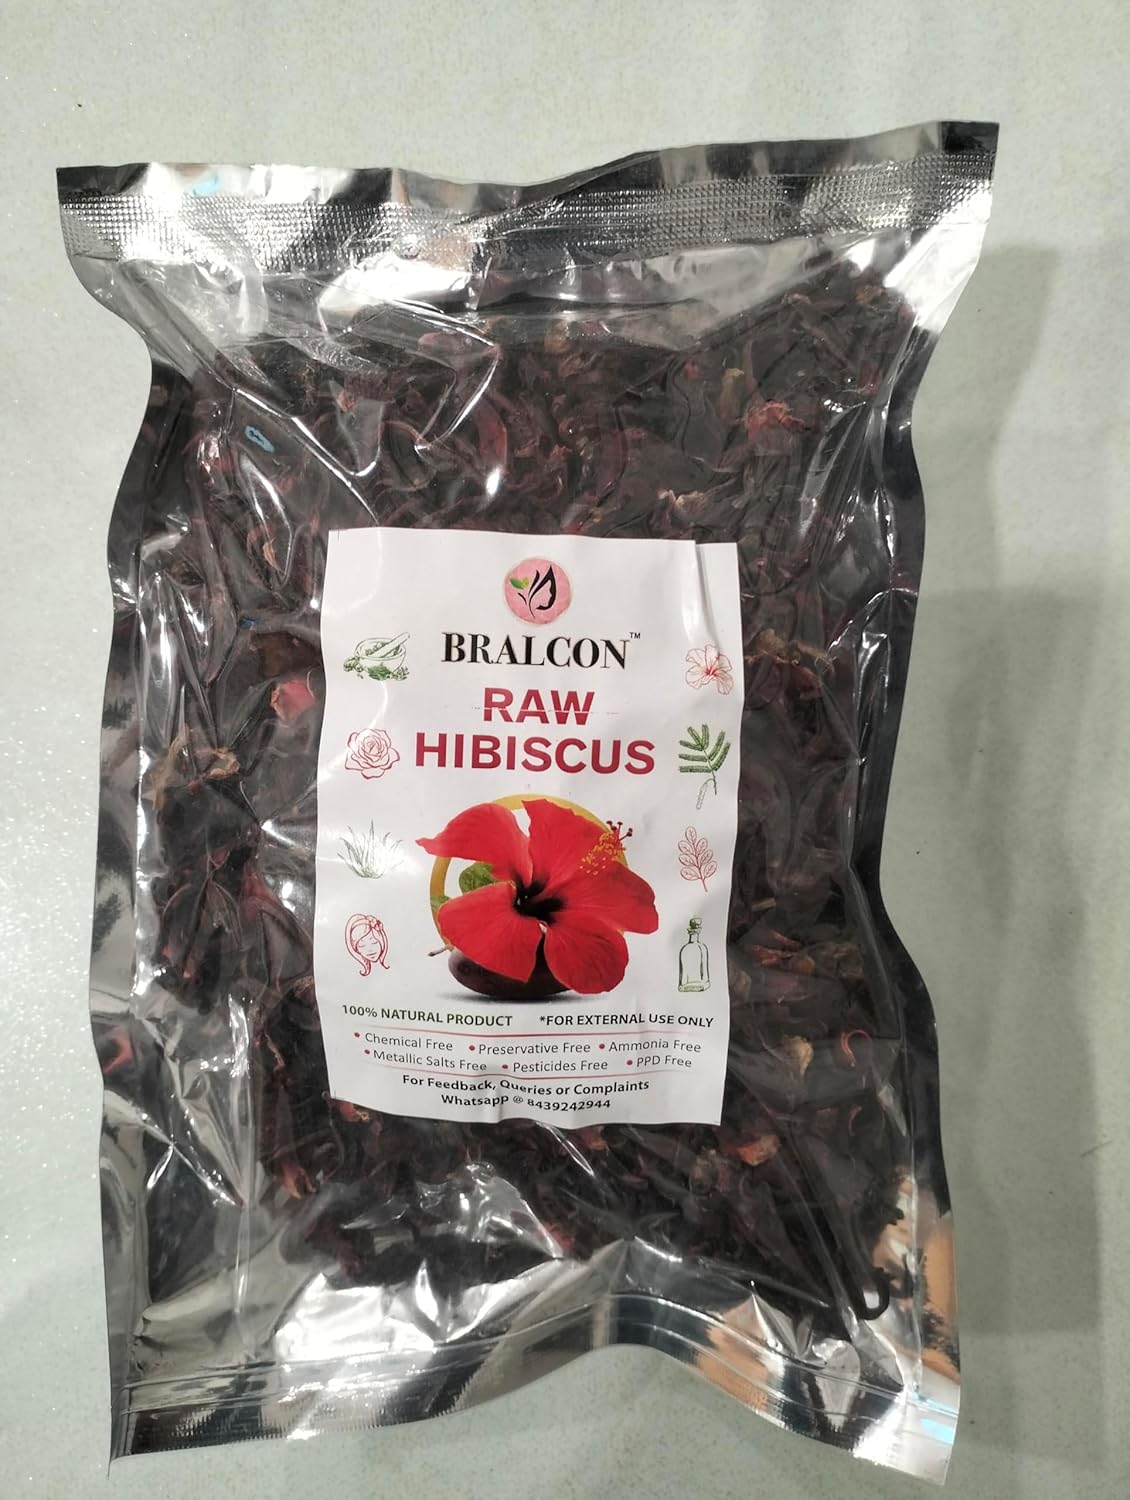 BRALCON™
RAW
HIBISCUS
100% NATURAL PRODUCT *FOR EXTERNAL USE ONLY
• Chemical Free • Preservative Free • Ammonia Free
• Metallic Salts Free • Pesticides Free • PPD Free
For Feedback, Queries or Complaints
Whatsapp @ 8439242944